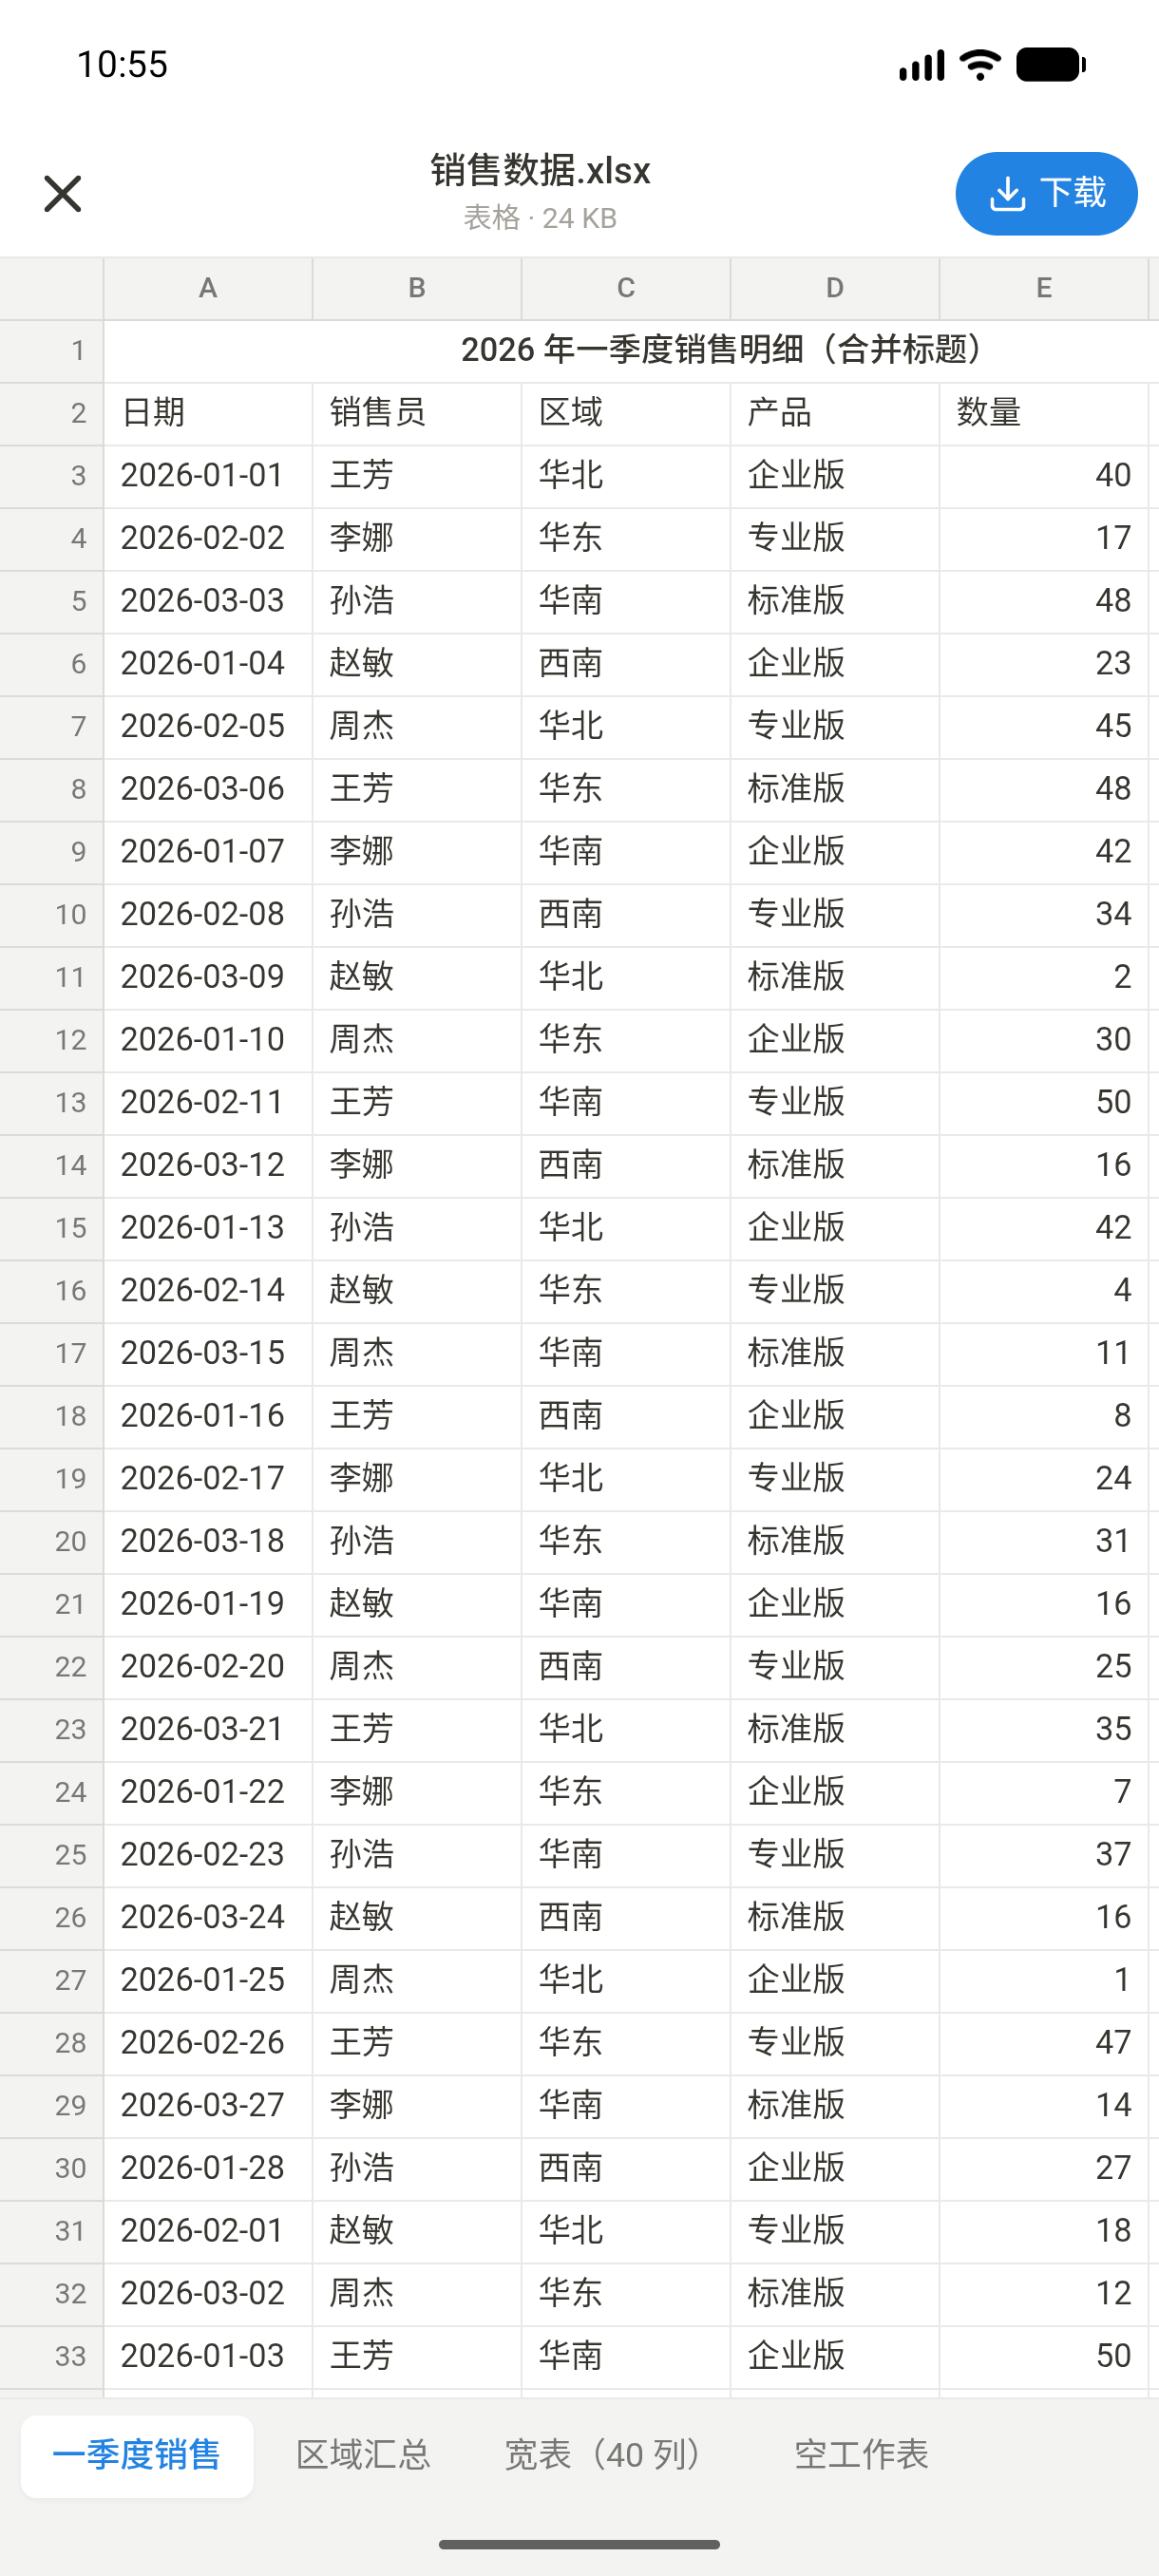 10:55
销售数据.xlsx
表格 · 24 KB
下载
A B C D E
1 2026 年一季度销售明细（合并标题）
2 日期 销售员 区域 产品 数量
3 2026-01-01 王芳 华北 企业版 40
4 2026-02-02 李娜 华东 专业版 17
5 2026-03-03 孙浩 华南 标准版 48
6 2026-01-04 赵敏 西南 企业版 23
7 2026-02-05 周杰 华北 专业版 45
8 2026-03-06 王芳 华东 标准版 48
9 2026-01-07 李娜 华南 企业版 42
10 2026-02-08 孙浩 西南 专业版 34
11 2026-03-09 赵敏 华北 标准版 2
12 2026-01-10 周杰 华东 企业版 30
13 2026-02-11 王芳 华南 专业版 50
14 2026-03-12 李娜 西南 标准版 16
15 2026-01-13 孙浩 华北 企业版 42
16 2026-02-14 赵敏 华东 专业版 4
17 2026-03-15 周杰 华南 标准版 11
18 2026-01-16 王芳 西南 企业版 8
19 2026-02-17 李娜 华北 专业版 24
20 2026-03-18 孙浩 华东 标准版 31
21 2026-01-19 赵敏 华南 企业版 16
22 2026-02-20 周杰 西南 专业版 25
23 2026-03-21 王芳 华北 标准版 35
24 2026-01-22 李娜 华东 企业版 7
25 2026-02-23 孙浩 华南 专业版 37
26 2026-03-24 赵敏 西南 标准版 16
27 2026-01-25 周杰 华北 企业版 1
28 2026-02-26 王芳 华东 专业版 47
29 2026-03-27 李娜 华南 标准版 14
30 2026-01-28 孙浩 西南 企业版 27
31 2026-02-01 赵敏 华北 专业版 18
32 2026-03-02 周杰 华东 标准版 12
33 2026-01-03 王芳 华南 企业版 50
一季度销售 区域汇总 宽表（40 列） 空工作表